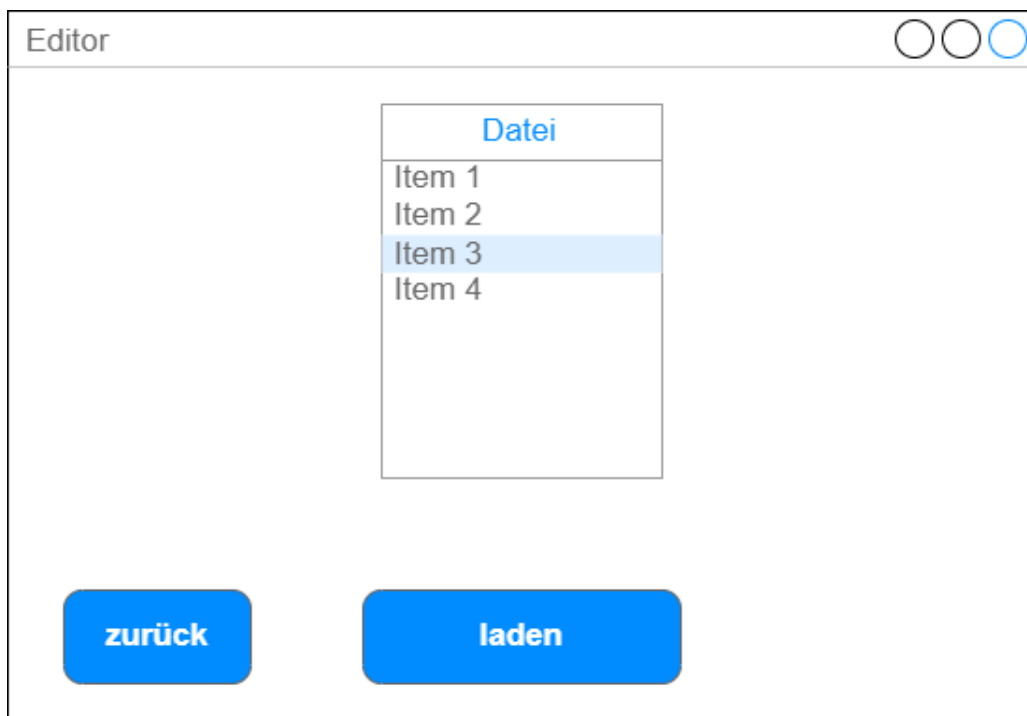 Editor
Datei
Item 1
Item 2
Item 3
Item 4
zurück
laden